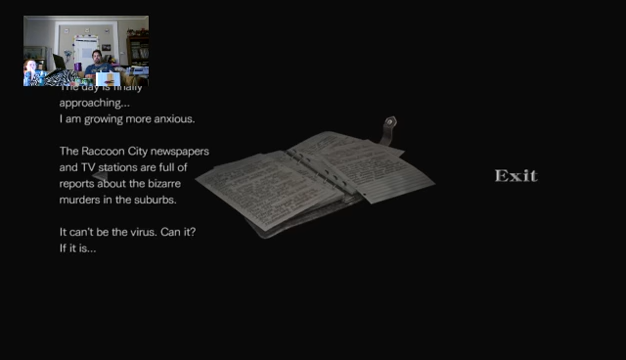 The day is finally
approaching...
I am growing more anxious.
The Raccoon City newspapers
and TV stations are full of
reports about the bizarre
murders in the suburbs.
It can't be the virus. Can it?
If it is...
Exit